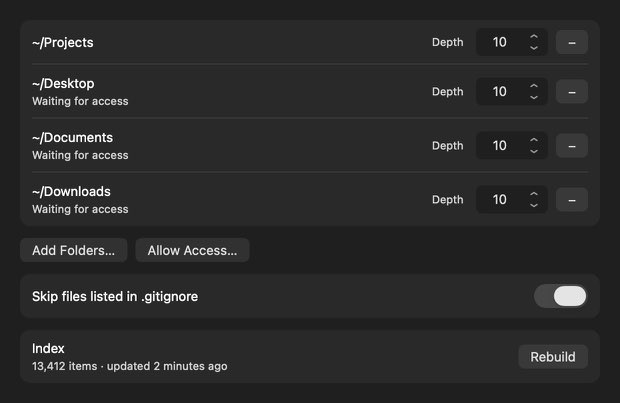 ~/Projects
Depth 10 –
~/Desktop
Waiting for access
Depth 10 –
~/Documents
Waiting for access
Depth 10 –
~/Downloads
Waiting for access
Depth 10 –
Add Folders... Allow Access...
Skip files listed in .gitignore
Index
13,412 items · updated 2 minutes ago
Rebuild